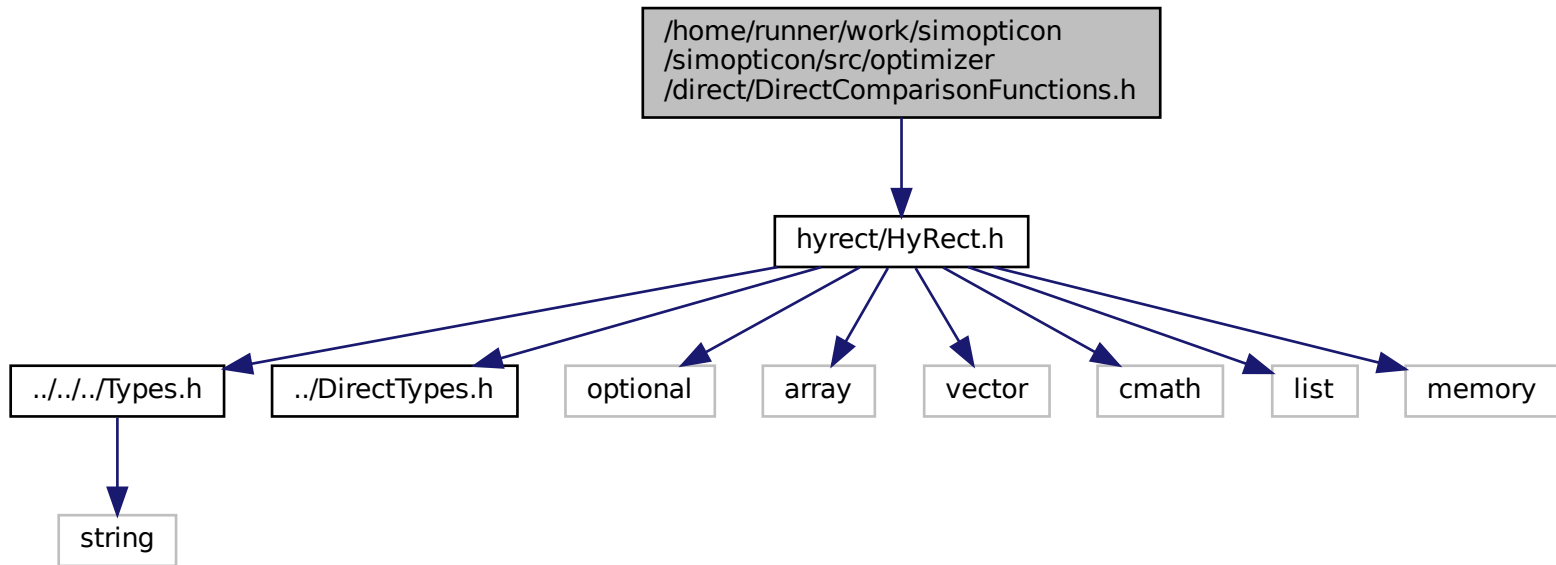 /home/runner/work/simopticon
/simopticon/src/optimizer
/direct/DirectComparisonFunctions.h
hyrect/HyRect.h
../../../Types.h
../DirectTypes.h
optional
array
vector
cmath
list
memory
string